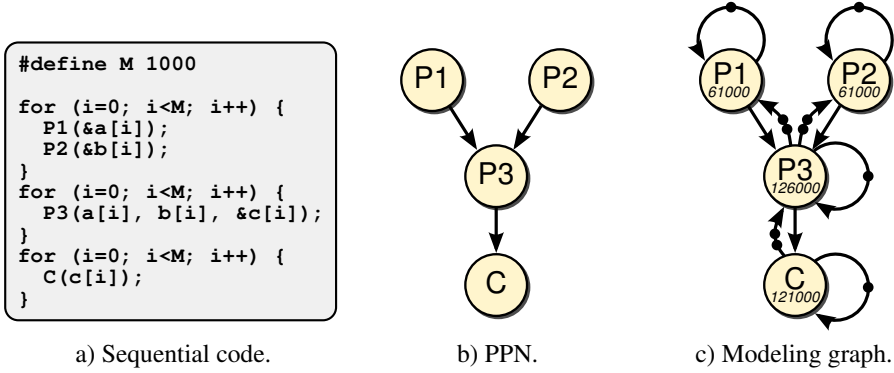 #define M 1000
for (i=0; i<M; i++) {
P1(&a[i]);
P2(&b[i]);
}
for (i=0; i<M; i++) {
P3(a[i], b[i], &c[i]);
}
for (i=0; i<M; i++) {
C(c[i]);
}
a) Sequential code.
P1
P2
P3
C
b) PPN.
P1
61000
P2
61000
P3
126000
C
121000
c) Modeling graph.